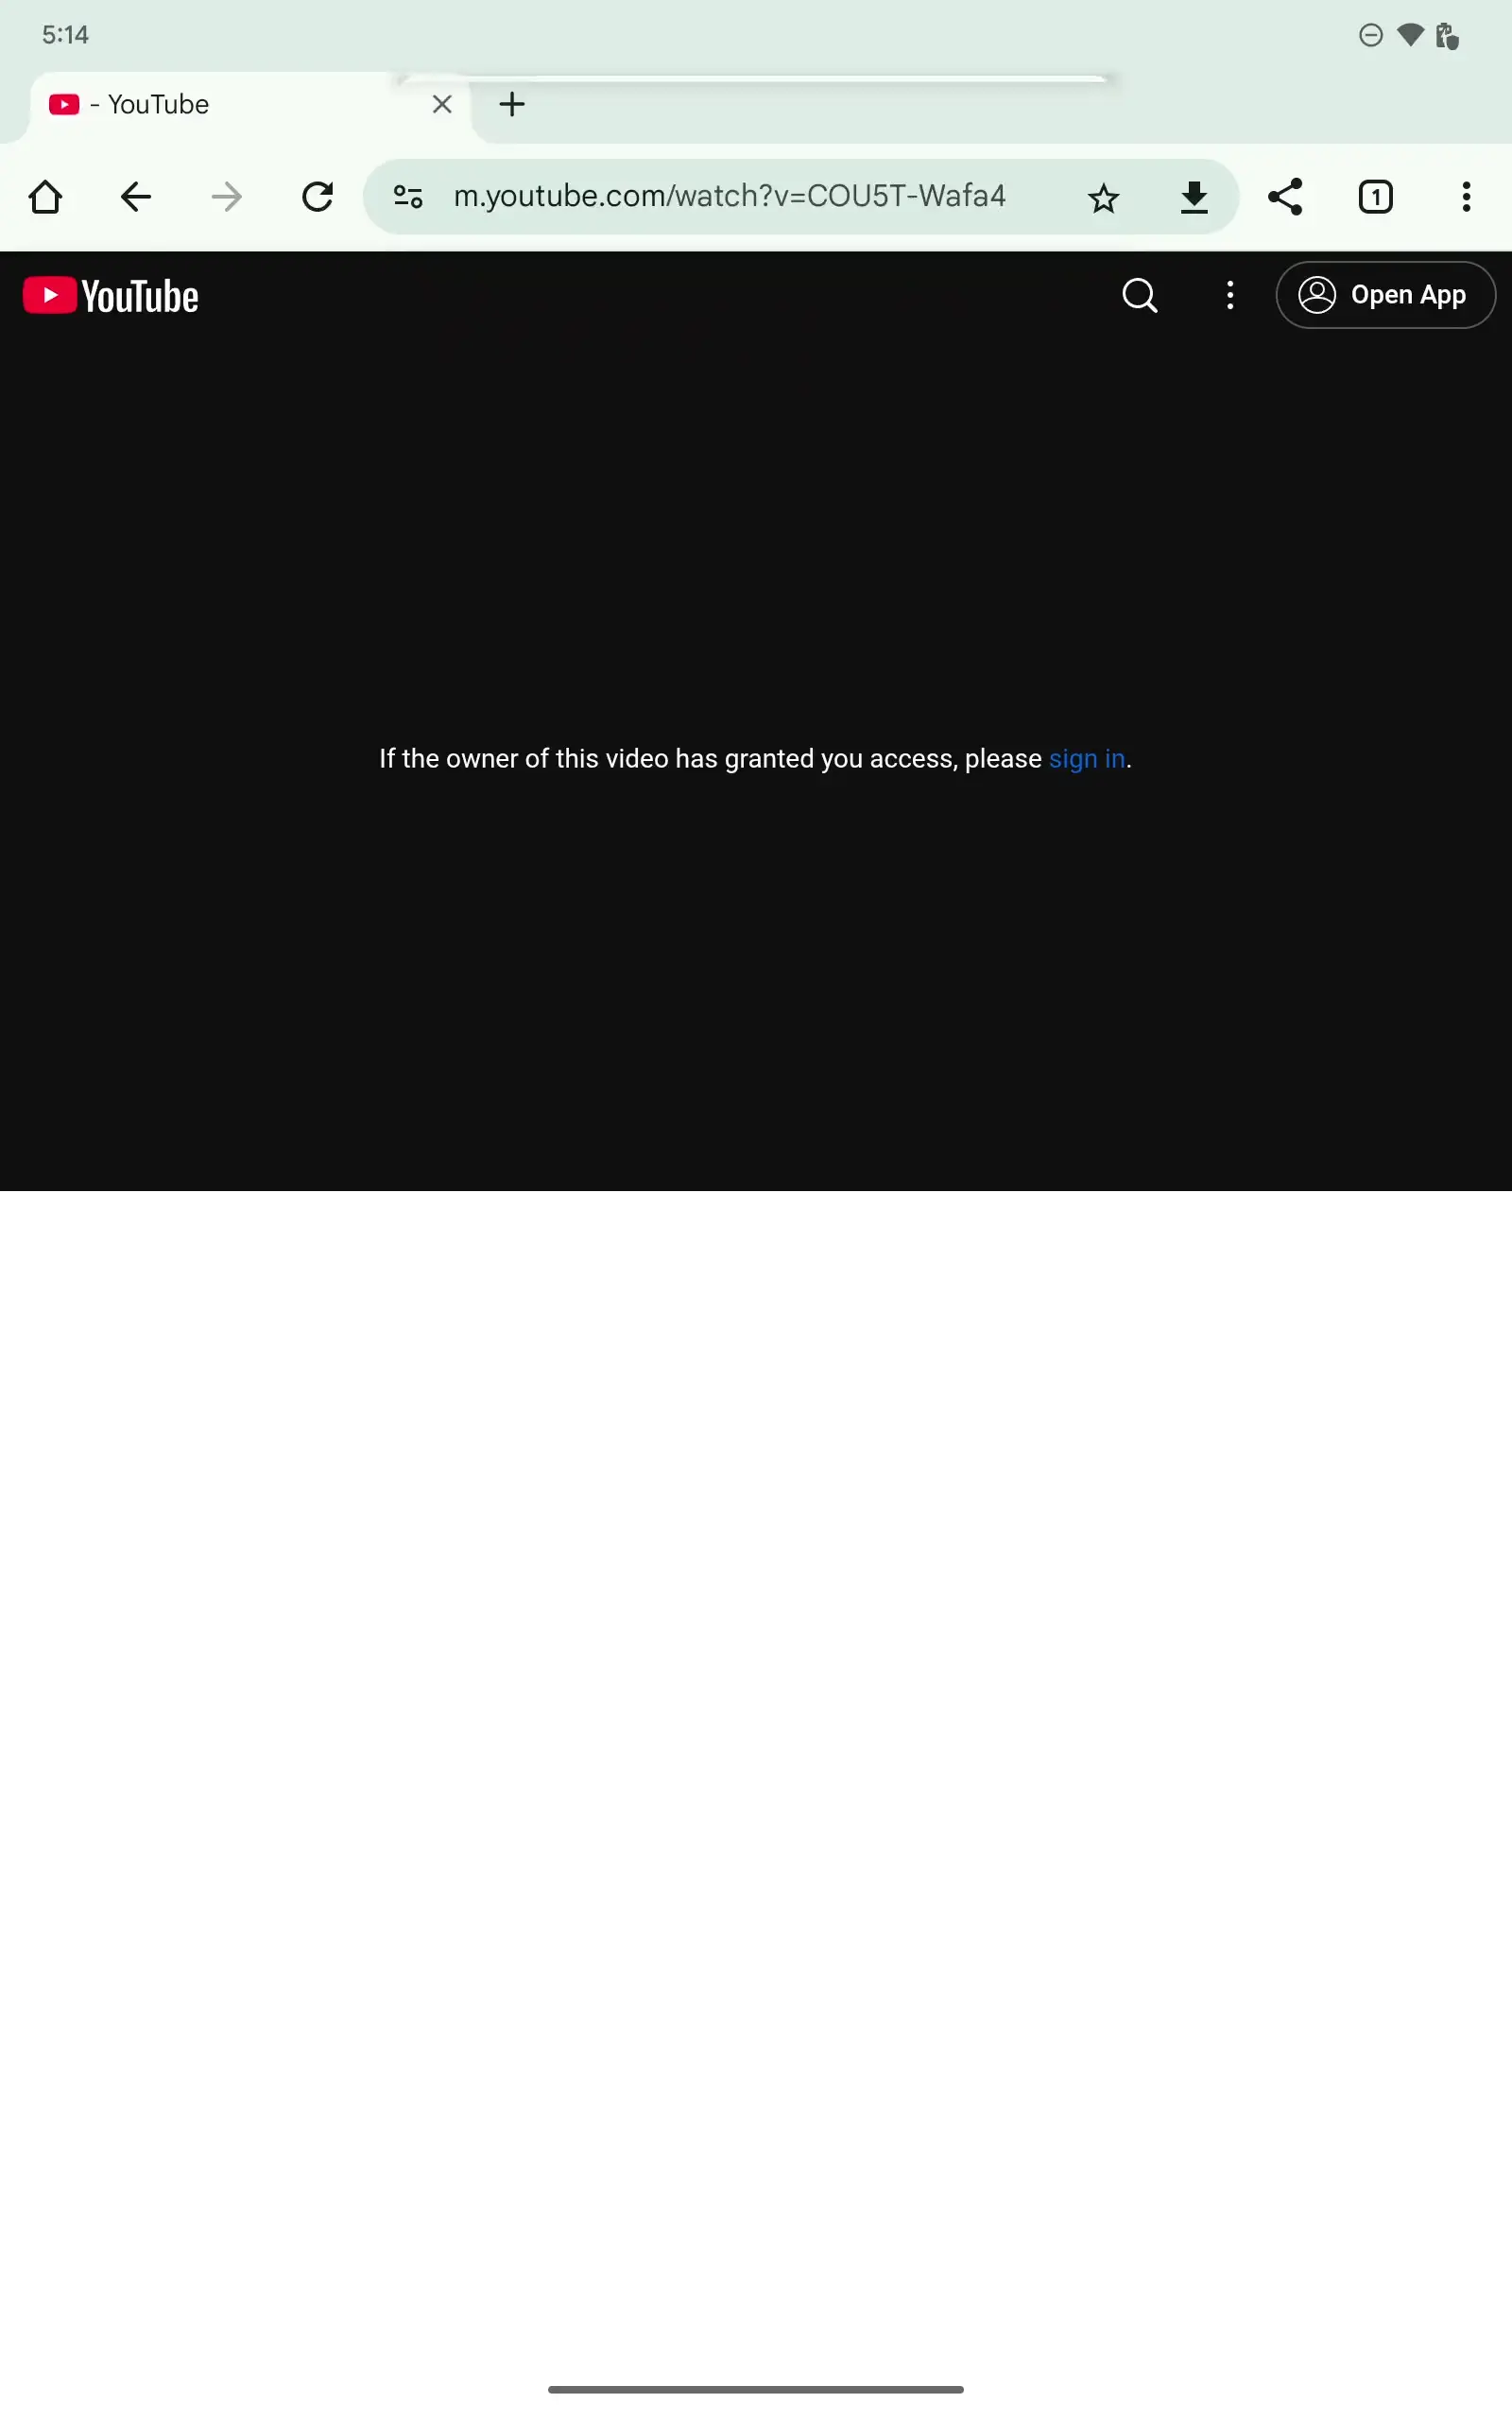 5:14
- YouTube
m.youtube.com/watch?v=COU5T-Wafa4
1
YouTube
Open App
If the owner of this video has granted you access, please sign in.